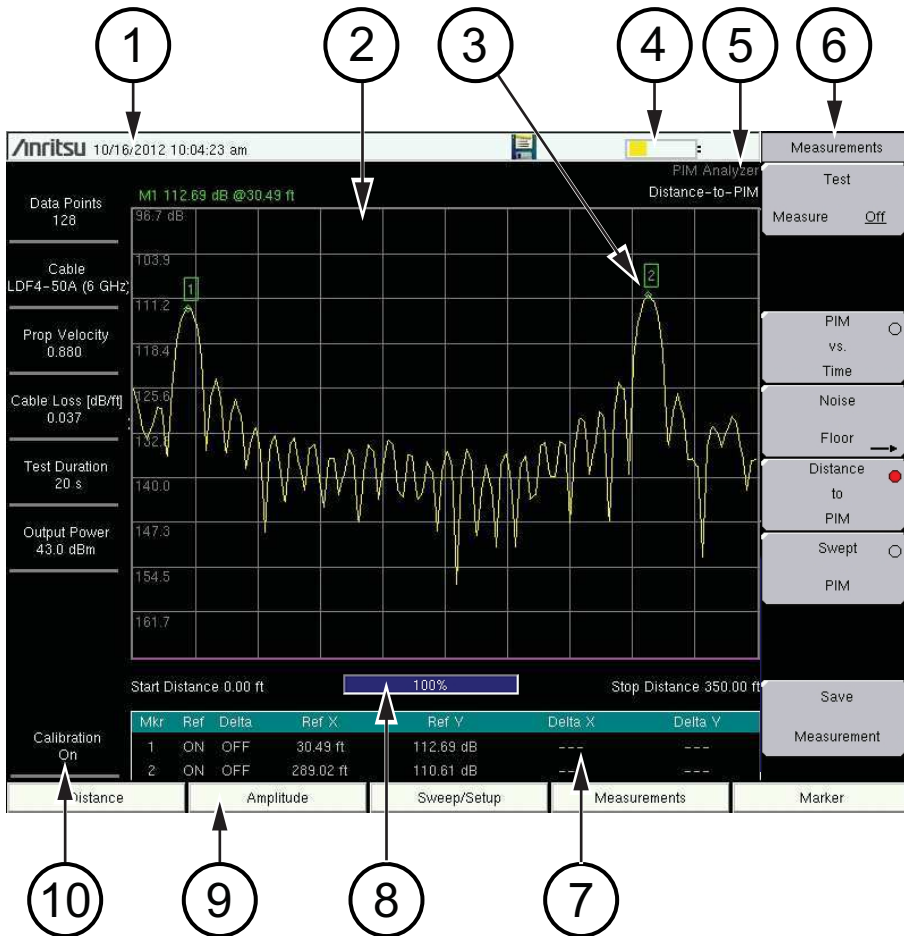 1 2 3 4 5 6
/inritsu 10/16/2012 10:04:23 am
Measurements
PIM Analyzer
Distance-to-PIM
M1 112.69 dB @30.49 ft
Data Points
128
Cable
LDF4-50A (6 GHz)
Prop Velocity
0.880
Cable Loss [dB/ft]
0.037
Test Duration
20 s
Output Power
43.0 dBm
Calibration
On
96.7 dB
103.9
111.2
118.4
125.6
132.8
140.0
147.3
154.5
161.7
1
2
Start Distance 0.00 ft
100%
Stop Distance 350.00 ft
Mkr Ref Delta Ref X Ref Y Delta X Delta Y
1 ON OFF 30.49 ft 112.69 dB --- ---
2 ON OFF 289.02 ft 110.61 dB --- ---
Test
Measure Off
PIM
vs.
Time
Noise
Floor
Distance
to
PIM
Swept
PIM
Save
Measurement
Distance Amplitude Sweep/Setup Measurements Marker
10 9 8 7